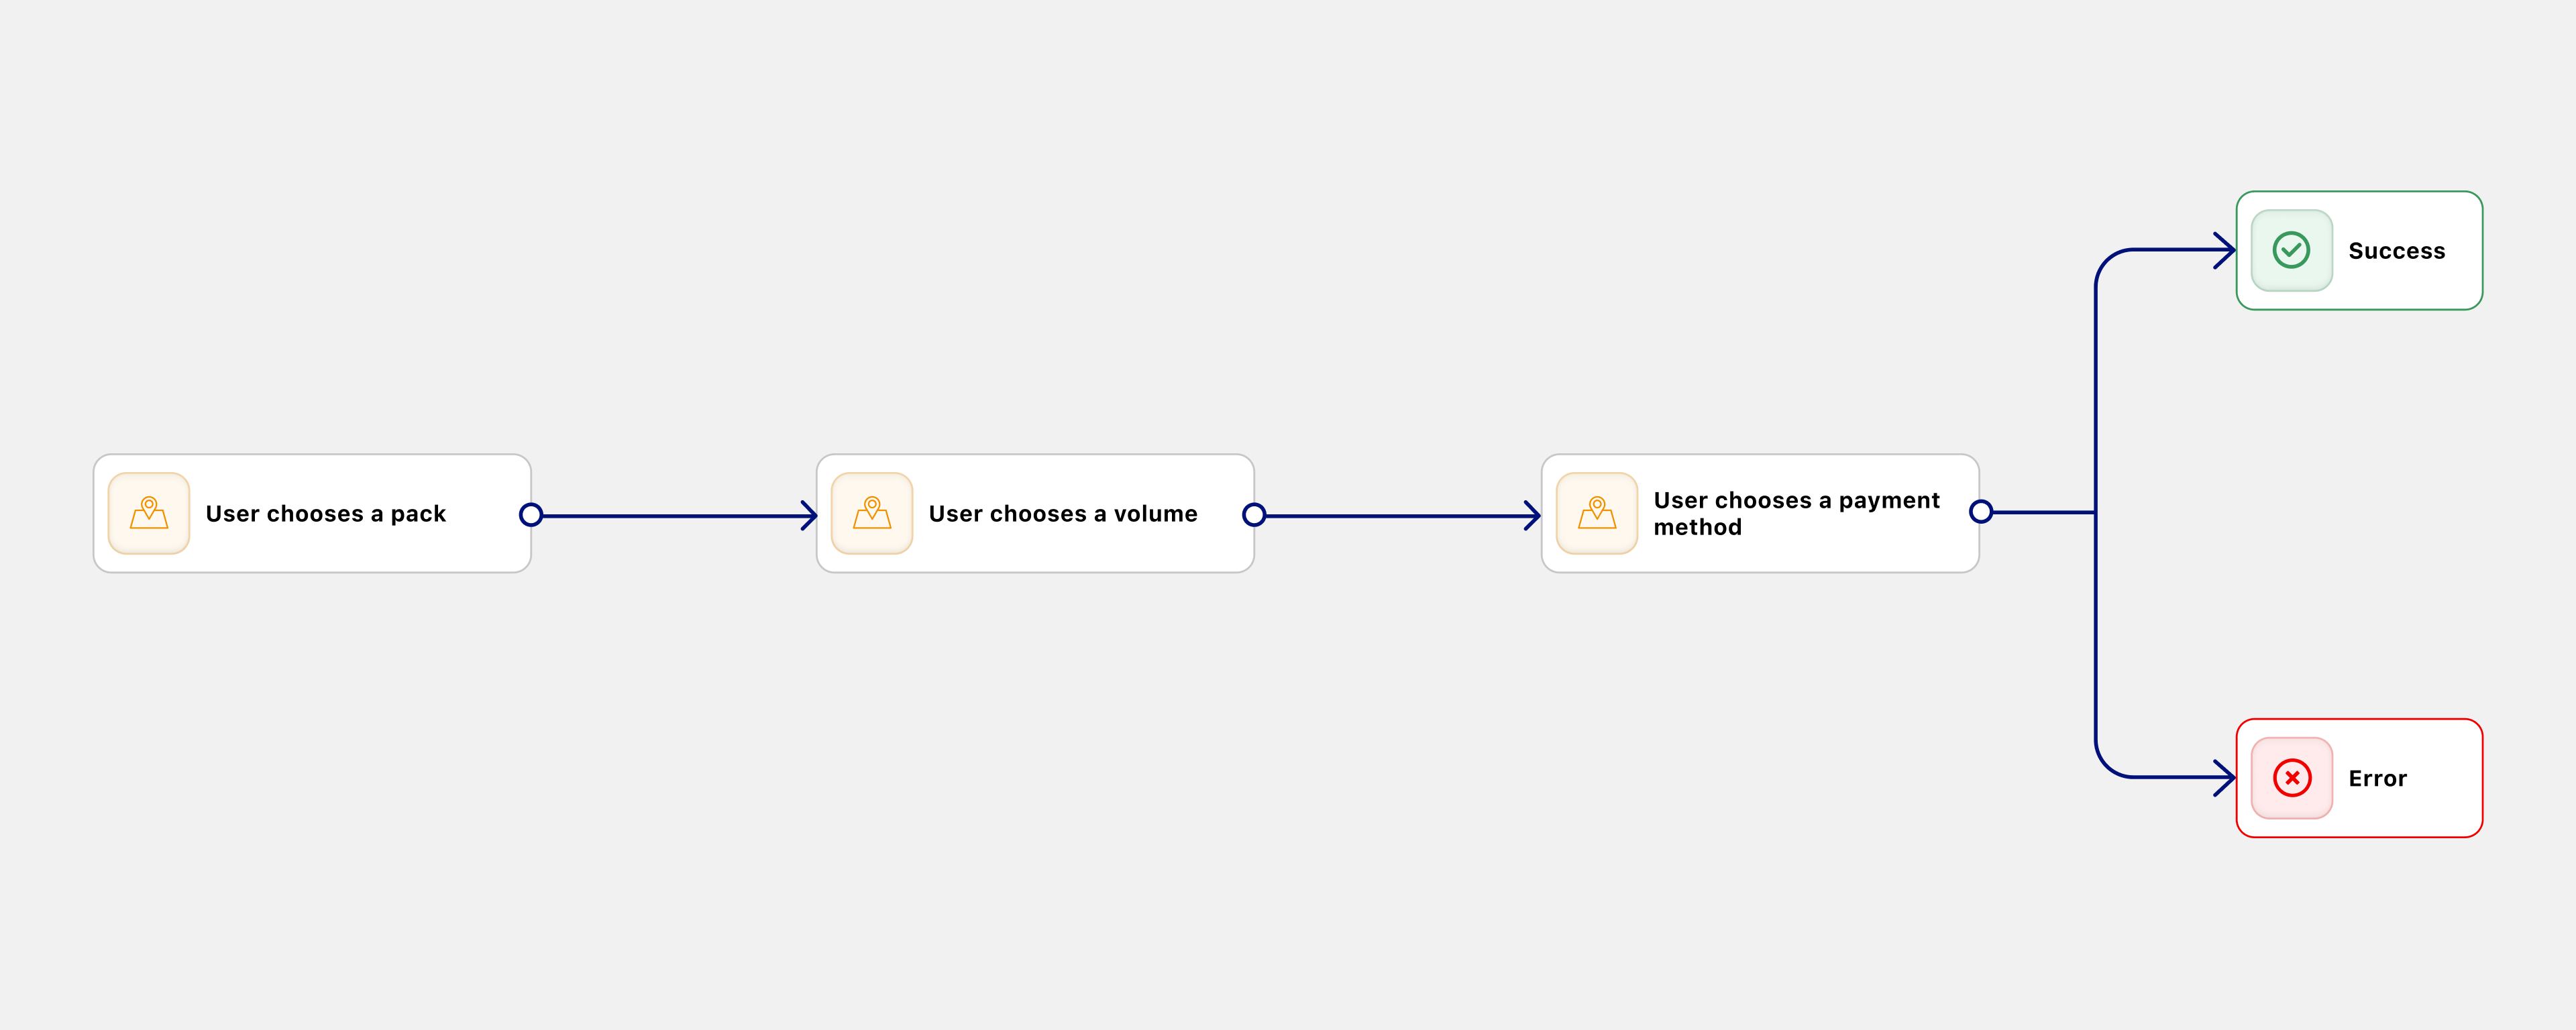 User chooses a pack
User chooses a volume
User chooses a payment
method
Success
Error